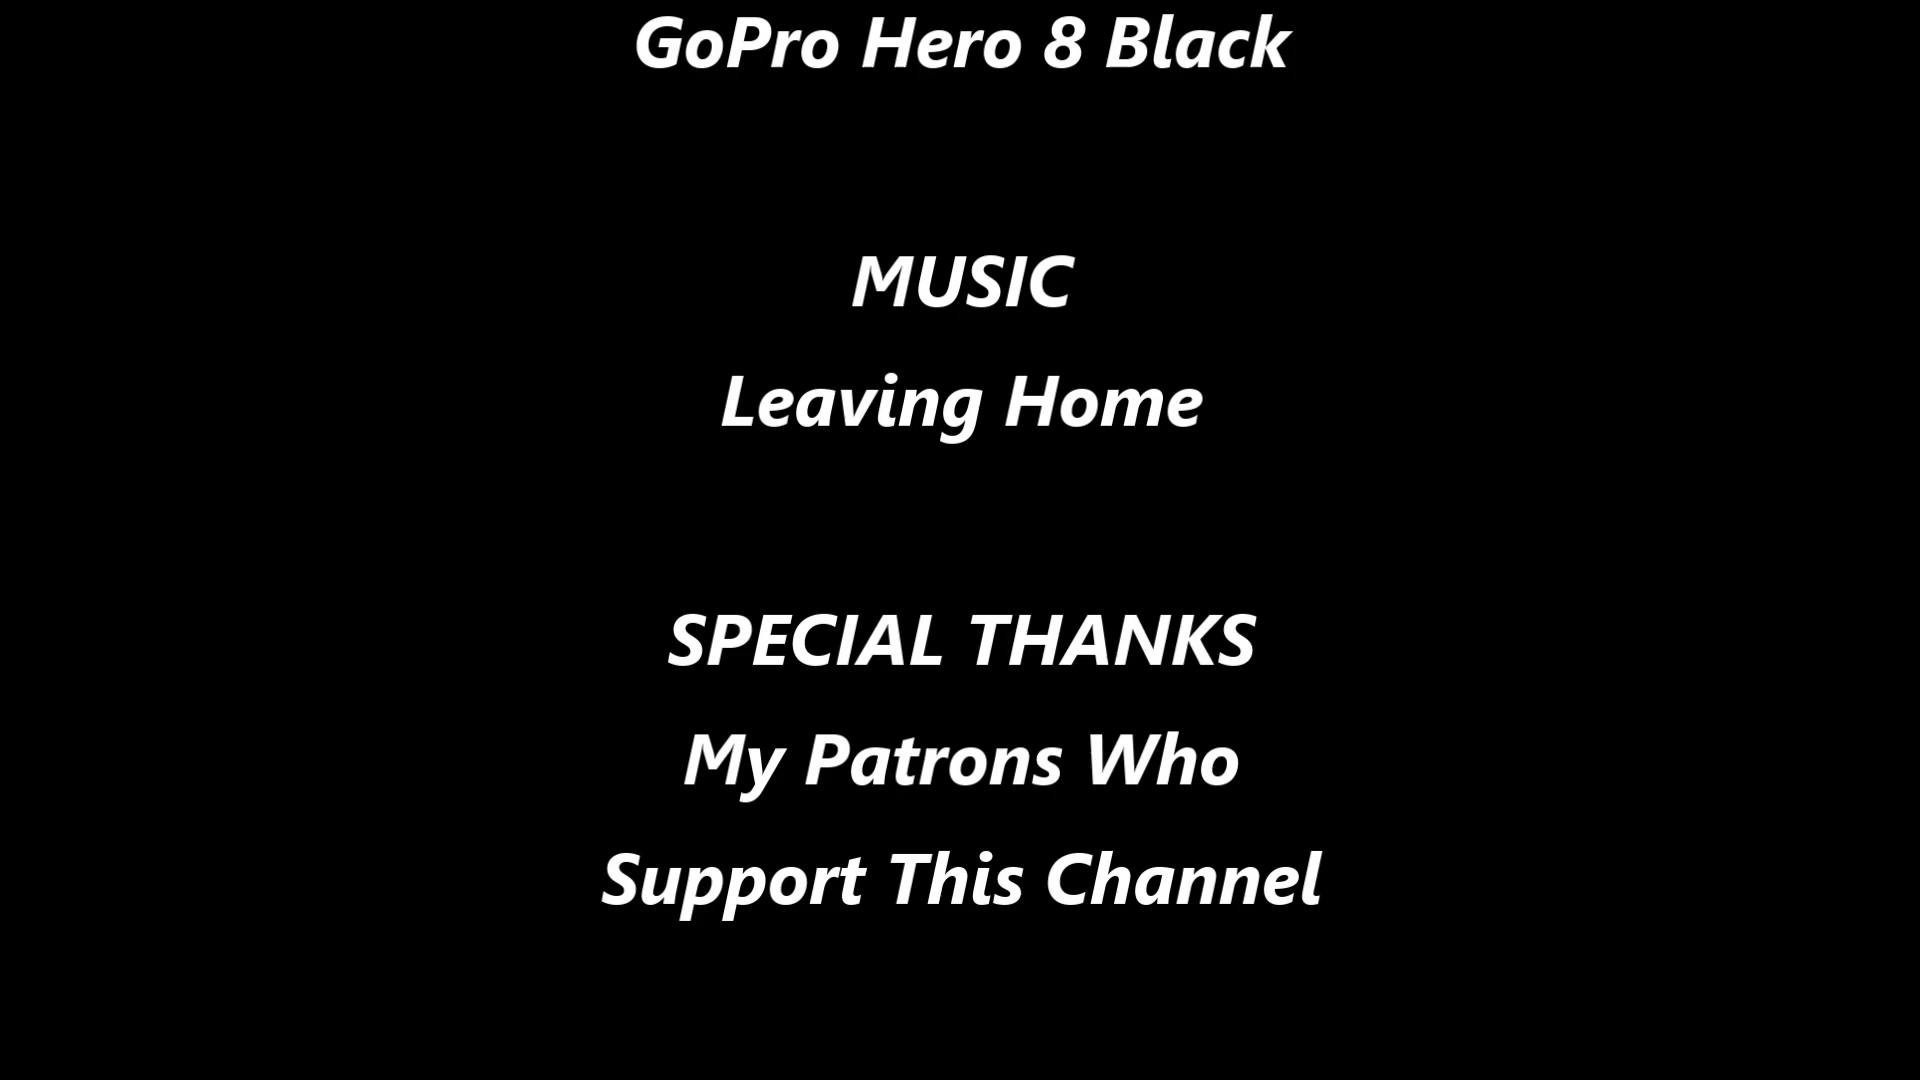 GoPro Hero 8 Black
MUSIC
Leaving Home
SPECIAL THANKS
My Patrons Who
Support This Channel